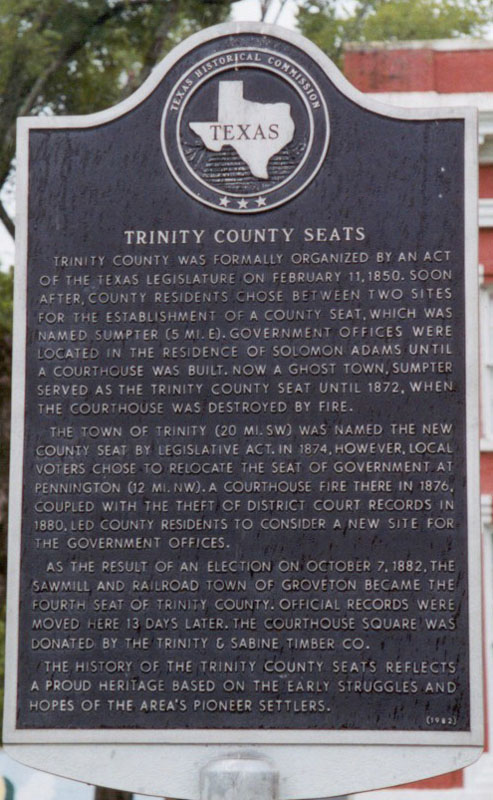 TEXAS HISTORICAL COMMISSION
TEXAS
TRINITY COUNTY SEATS
TRINITY COUNTY WAS FORMALLY ORGANIZED BY AN ACT
OF THE TEXAS LEGISLATURE ON FEBRUARY 11, 1850. SOON
AFTER, COUNTY RESIDENTS CHOSE BETWEEN TWO SITES
FOR THE ESTABLISHMENT OF A COUNTY SEAT, WHICH WAS
NAMED SUMPTER (5 MI. E). GOVERNMENT OFFICES WERE
LOCATED IN THE RESIDENCE OF SOLOMON ADAMS UNTIL
A COURTHOUSE WAS BUILT. NOW A GHOST TOWN, SUMPTER
SERVED AS THE TRINITY COUNTY SEAT UNTIL 1872, WHEN
THE COURTHOUSE WAS DESTROYED BY FIRE.
THE TOWN OF TRINITY (20 MI. SW) WAS NAMED THE NEW
COUNTY SEAT BY LEGISLATIVE ACT. IN 1874, HOWEVER, LOCAL
VOTERS CHOSE TO RELOCATE THE SEAT OF GOVERNMENT AT
PENNINGTON (12 MI. NW). A COURTHOUSE FIRE THERE IN 1876,
COUPLED WITH THE THEFT OF DISTRICT COURT RECORDS IN
1880, LED COUNTY RESIDENTS TO CONSIDER A NEW SITE FOR
THE GOVERNMENT OFFICES.
AS THE RESULT OF AN ELECTION ON OCTOBER 7, 1882, THE
SAWMILL AND RAILROAD TOWN OF GROVETON BECAME THE
FOURTH SEAT OF TRINITY COUNTY. OFFICIAL RECORDS WERE
MOVED HERE 13 DAYS LATER. THE COURTHOUSE SQUARE WAS
DONATED BY THE TRINITY & SABINE TIMBER CO.
THE HISTORY OF THE TRINITY COUNTY SEATS REFLECTS
A PROUD HERITAGE BASED ON THE EARLY STRUGGLES AND
HOPES OF THE AREA'S PIONEER SETTLERS.
(1982)